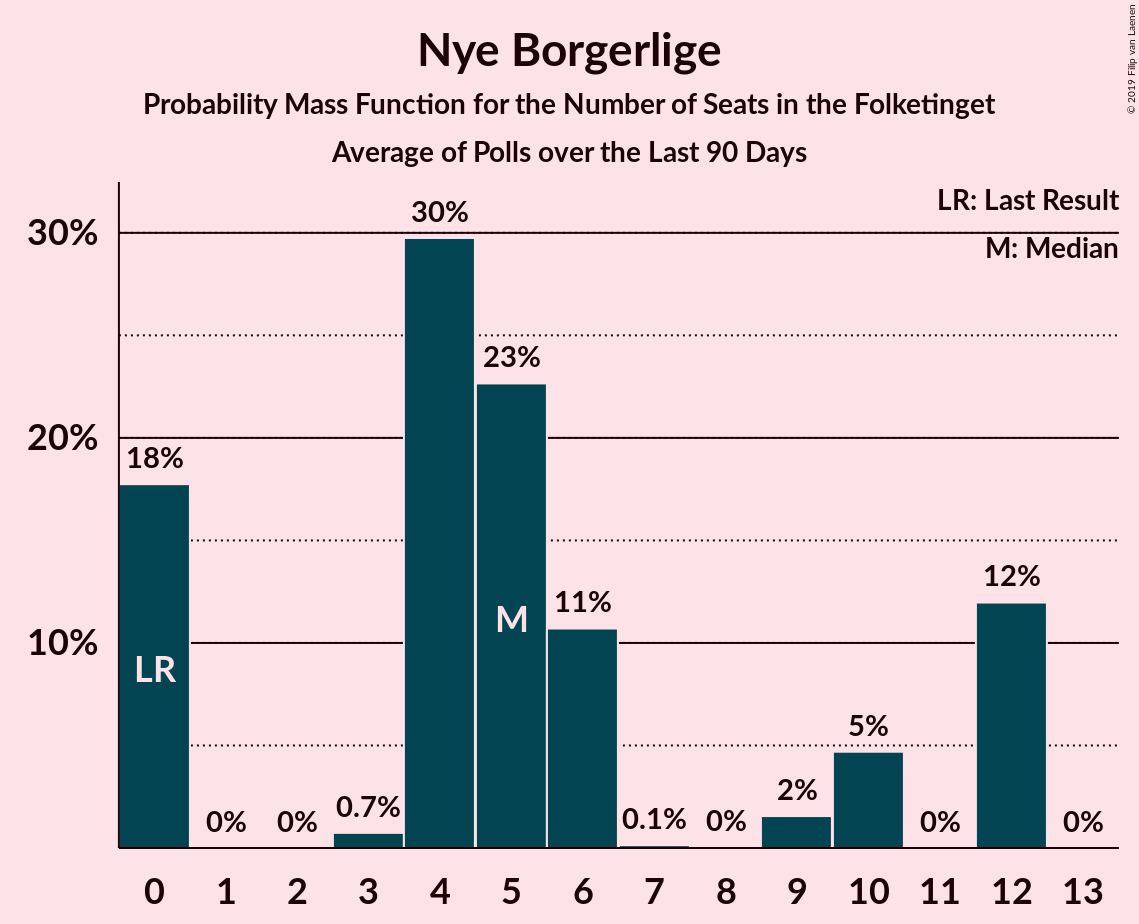 Nye Borgerlige
Probability Mass Function for the Number of Seats in the Folketinget
Average of Polls over the Last 90 Days
© 2019 Filip van Laenen
LR: Last Result
M: Median
30%
20%
10%
18%
0%
0%
0.7%
30%
23%
11%
0.1%
0%
2%
5%
0%
12%
0%
LR
M
0 1 2 3 4 5 6 7 8 9 10 11 12 13